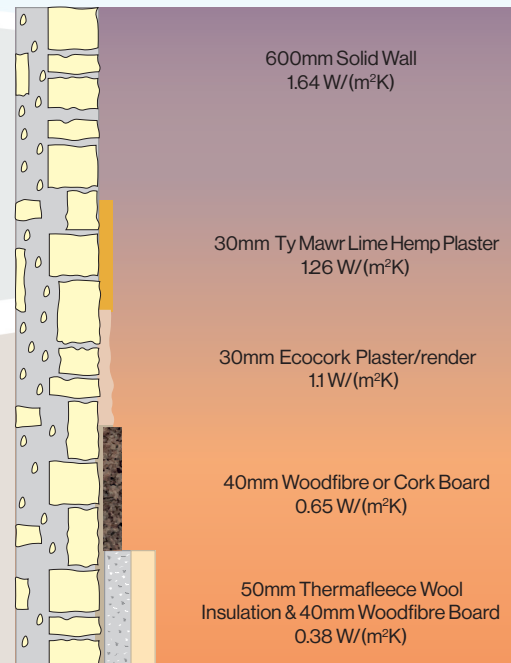 600mm Solid Wall
1.64 W/(m²K)
30mm Ty Mawr Lime Hemp Plaster
1.26 W/(m²K)
30mm Ecocork Plaster/render
1.1 W/(m²K)
40mm Woodfibre or Cork Board
0.65 W/(m²K)
50mm Thermafleece Wool
Insulation & 40mm Woodfibre Board
0.38 W/(m²K)